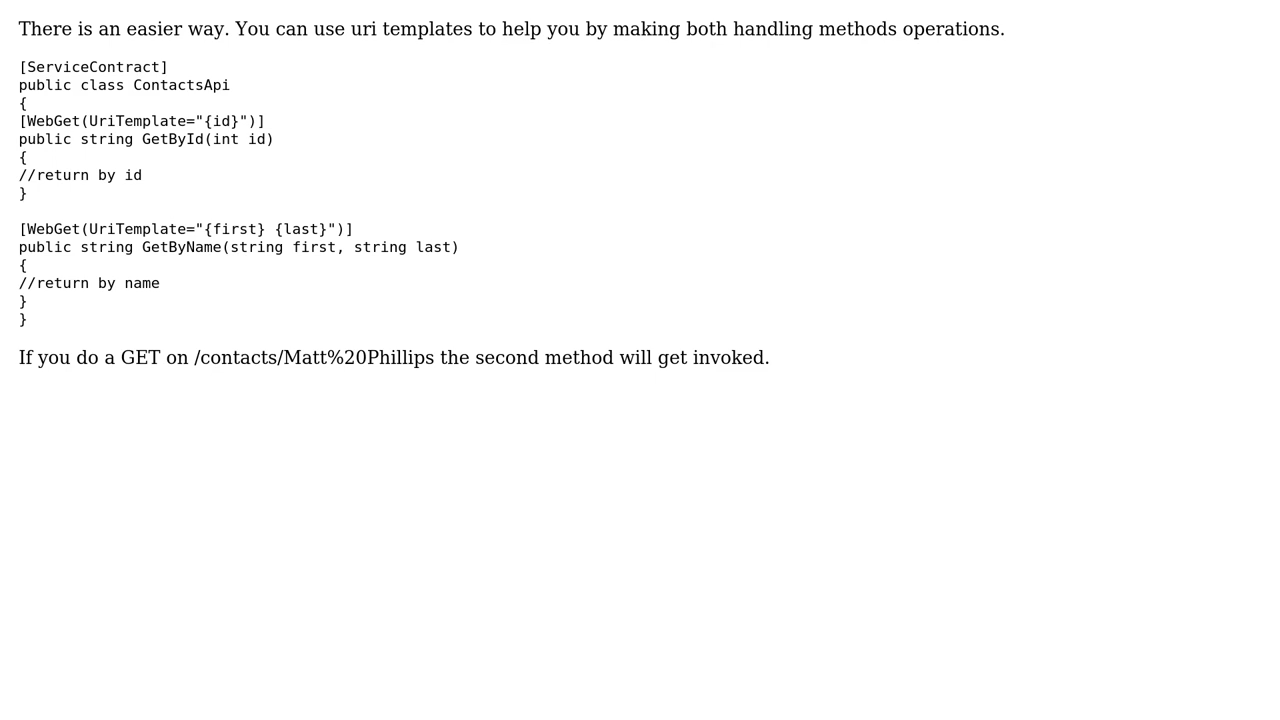 There is an easier way. You can use uri templates to help you by making both handling methods operations.
[ServiceContract]
public class ContactsApi
{
[WebGet(UriTemplate="{id}")]
public string GetById(int id)
{
//return by id
}
[WebGet(UriTemplate="{first} {last}")]
public string GetByName(string first, string last)
{
//return by name
}
}
If you do a GET on /contacts/Matt%20Phillips the second method will get invoked.